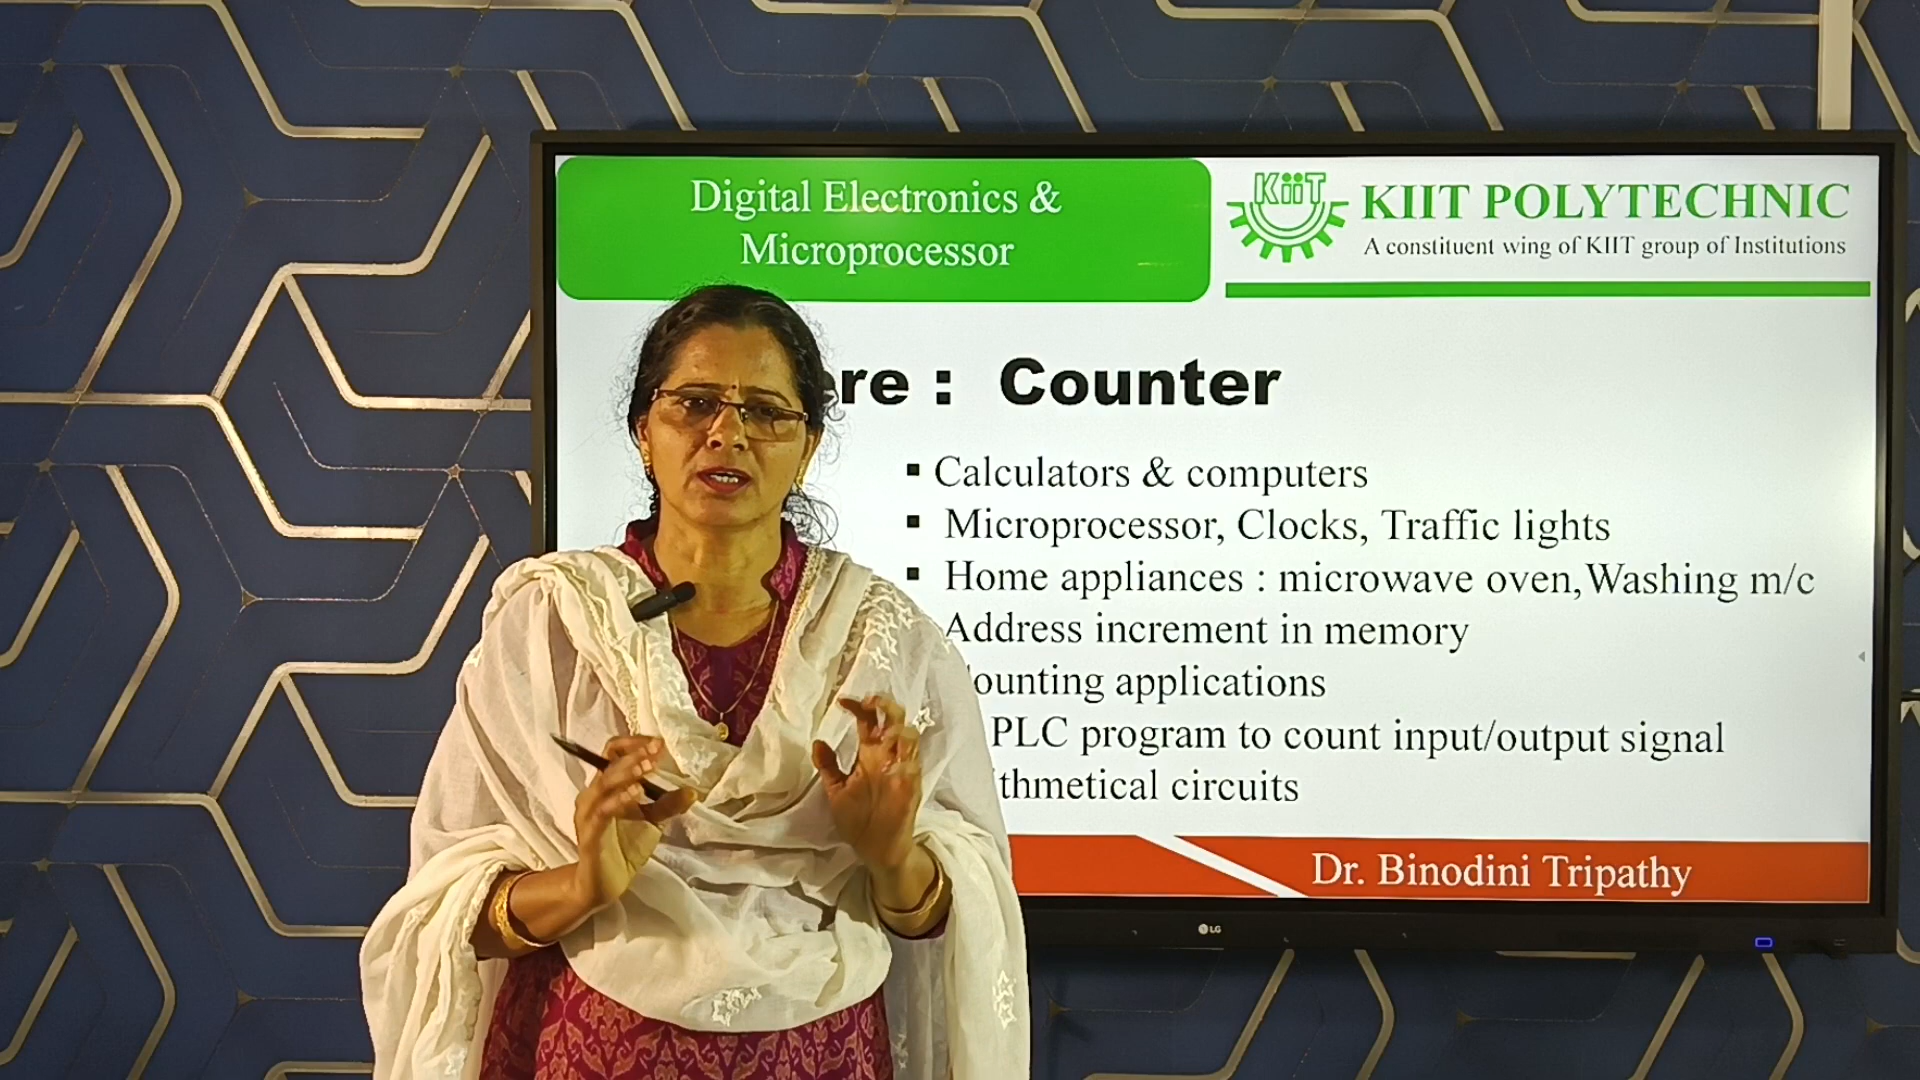 Digital Electronics &
Microprocessor
KiiT
KIIT POLYTECHNIC
A constituent wing of KIIT group of Institutions
ere : Counter
▪ Calculators & computers
▪ Microprocessor, Clocks, Traffic lights
▪ Home appliances : microwave oven, Washing m/c
Address increment in memory
ounting applications
PLC program to count input/output signal
thmetical circuits
Dr. Binodini Tripathy
LG